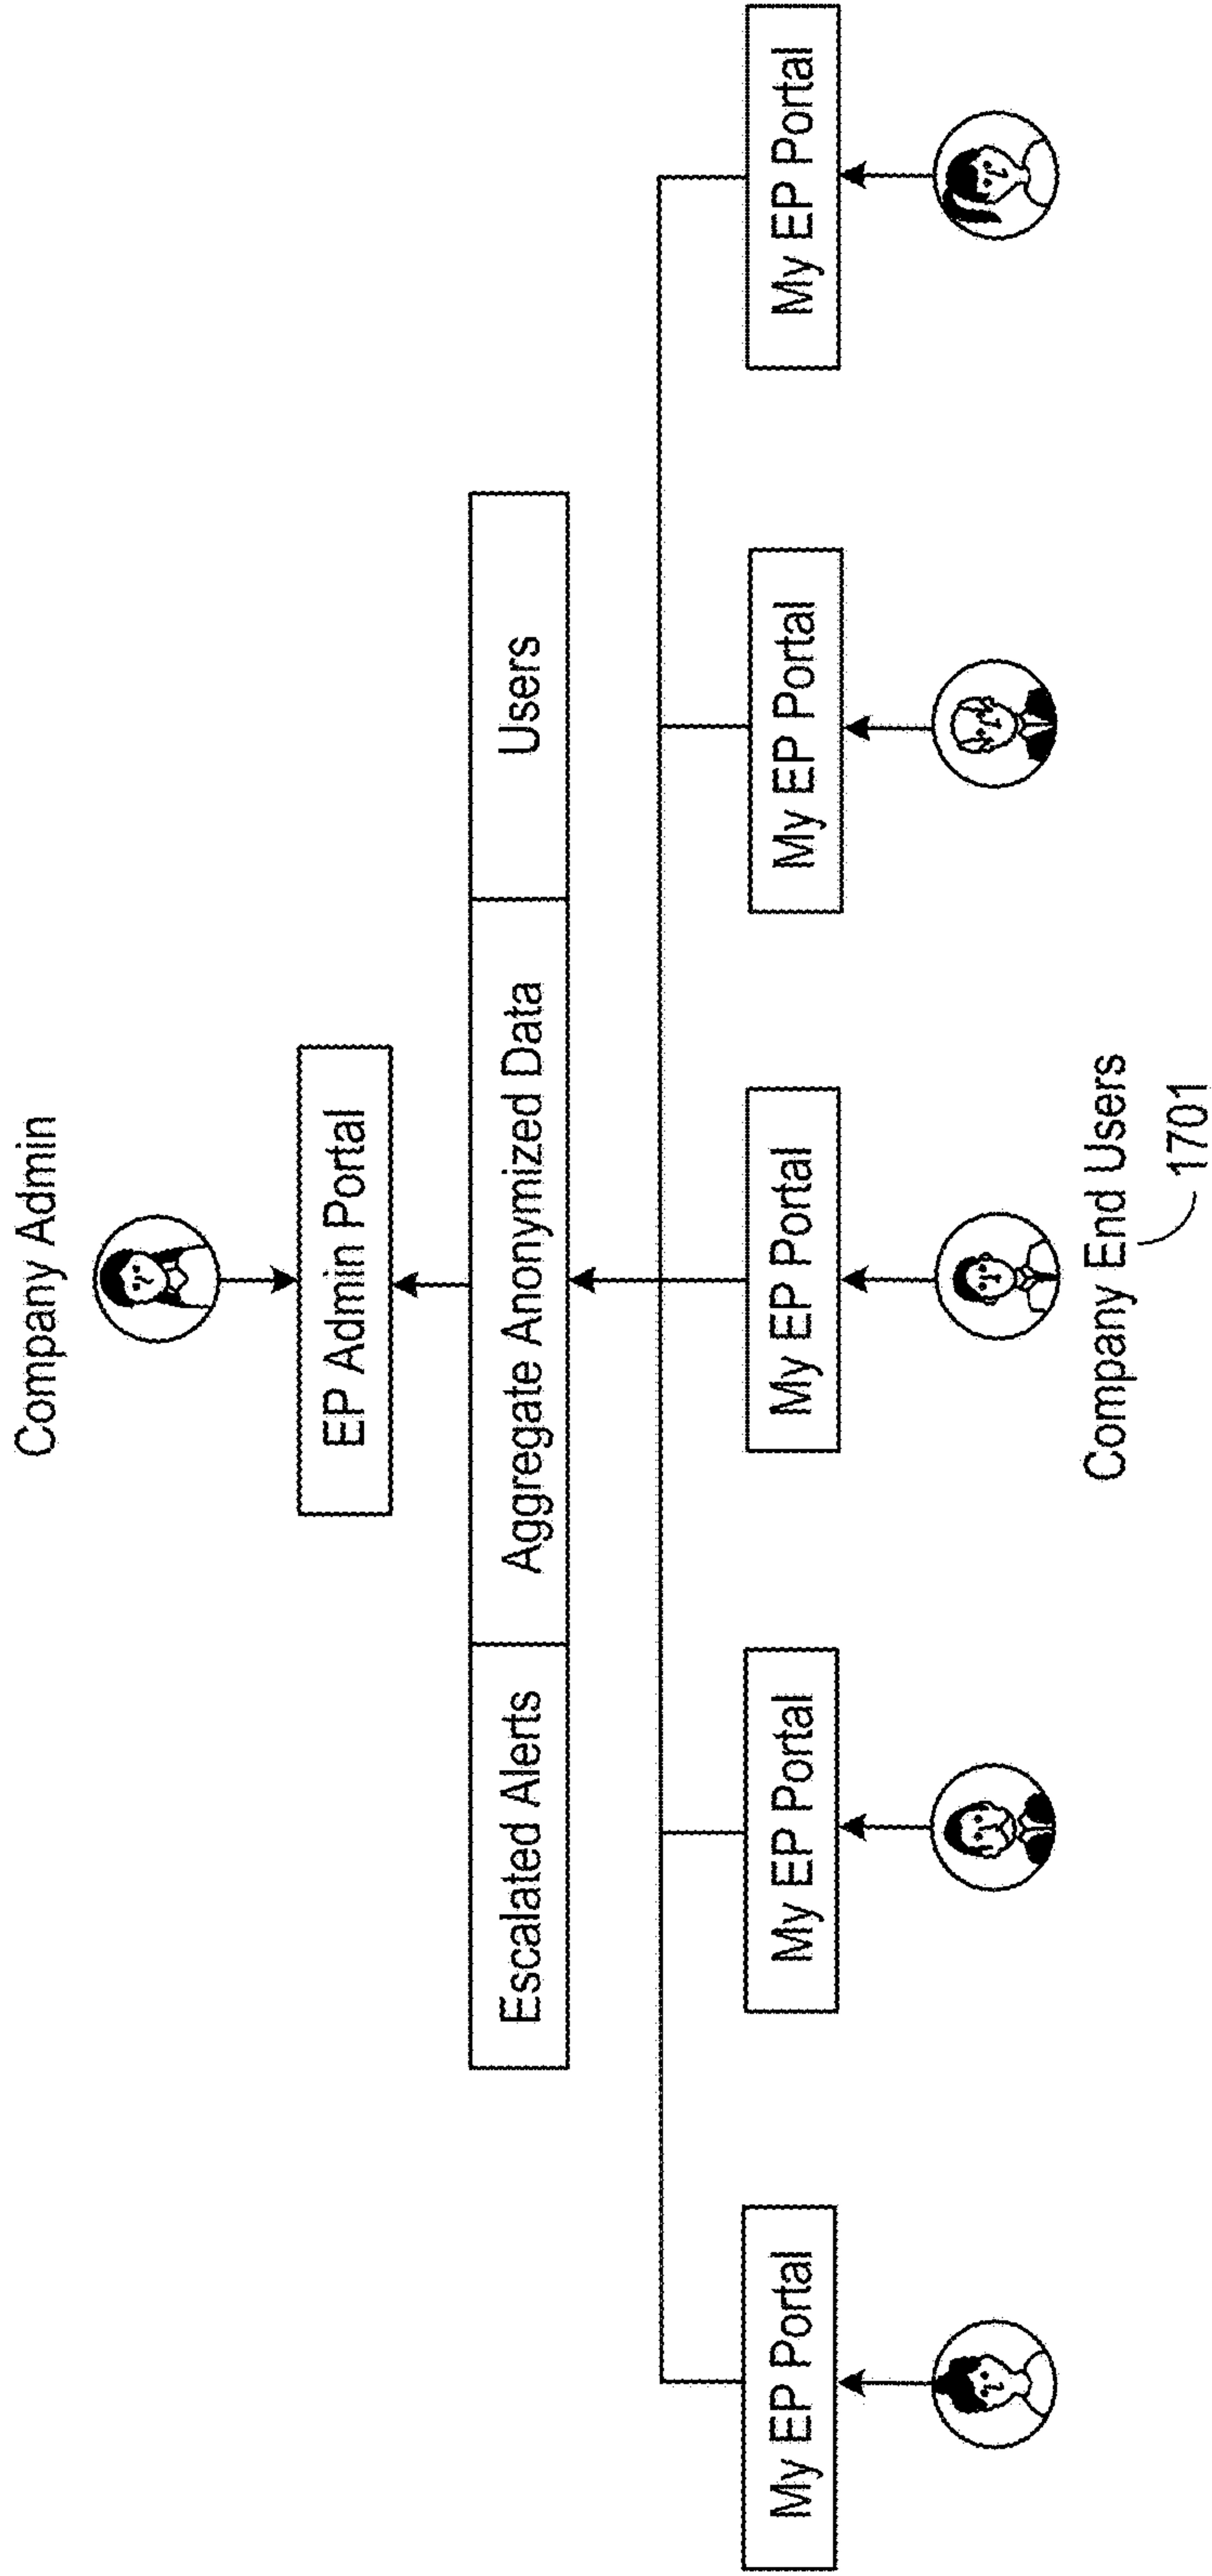 Company Admin
EP Admin Portal
Escalated Alerts
Aggregate Anonymized Data
Users
My EP Portal
My EP Portal
My EP Portal
My EP Portal
My EP Portal
Company End Users
1701